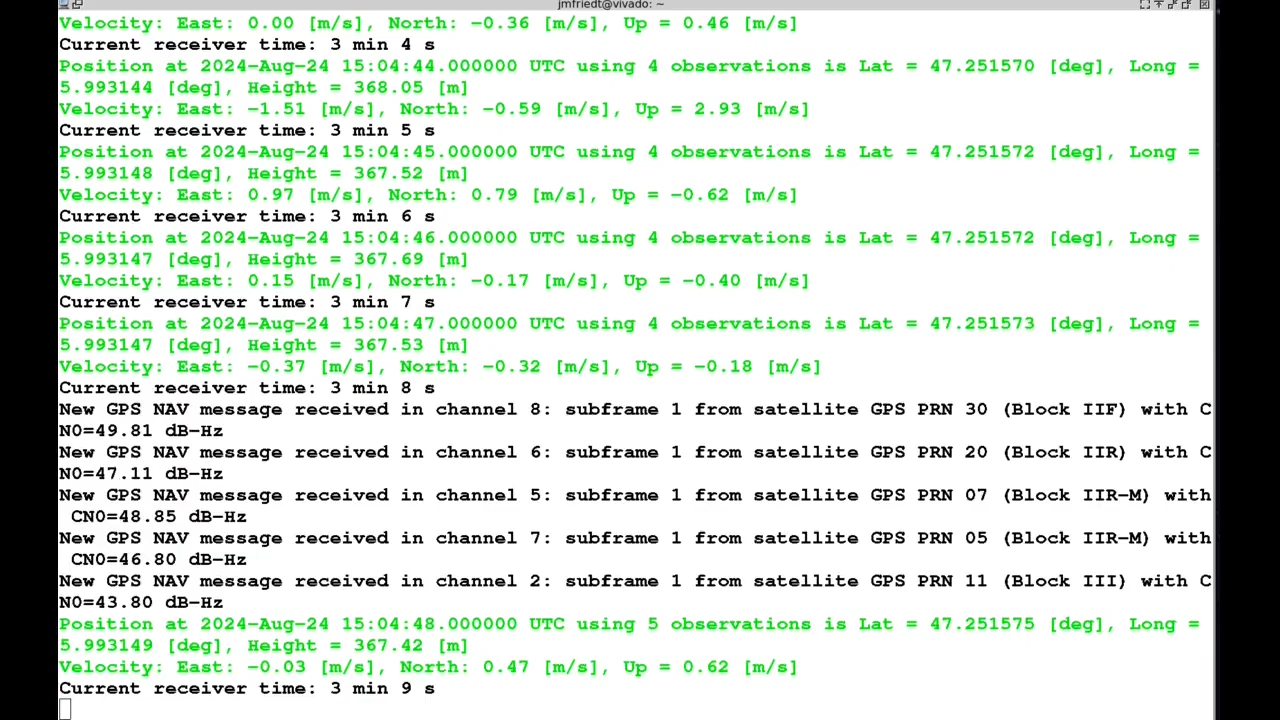 jmfriedt@vivado: ~
Velocity: East: 0.00 [m/s], North: -0.36 [m/s], Up = 0.46 [m/s]
Current receiver time: 3 min 4 s
Position at 2024-Aug-24 15:04:44.000000 UTC using 4 observations is Lat = 47.251570 [deg], Long =
5.993144 [deg], Height = 368.05 [m]
Velocity: East: -1.51 [m/s], North: -0.59 [m/s], Up = 2.93 [m/s]
Current receiver time: 3 min 5 s
Position at 2024-Aug-24 15:04:45.000000 UTC using 4 observations is Lat = 47.251572 [deg], Long =
5.993148 [deg], Height = 367.52 [m]
Velocity: East: 0.97 [m/s], North: 0.79 [m/s], Up = -0.62 [m/s]
Current receiver time: 3 min 6 s
Position at 2024-Aug-24 15:04:46.000000 UTC using 4 observations is Lat = 47.251572 [deg], Long =
5.993147 [deg], Height = 367.69 [m]
Velocity: East: 0.15 [m/s], North: -0.17 [m/s], Up = -0.40 [m/s]
Current receiver time: 3 min 7 s
Position at 2024-Aug-24 15:04:47.000000 UTC using 4 observations is Lat = 47.251573 [deg], Long =
5.993147 [deg], Height = 367.53 [m]
Velocity: East: -0.37 [m/s], North: -0.32 [m/s], Up = -0.18 [m/s]
Current receiver time: 3 min 8 s
New GPS NAV message received in channel 8: subframe 1 from satellite GPS PRN 30 (Block IIF) with C
N0=49.81 dB-Hz
New GPS NAV message received in channel 6: subframe 1 from satellite GPS PRN 20 (Block IIR) with C
N0=47.11 dB-Hz
New GPS NAV message received in channel 5: subframe 1 from satellite GPS PRN 07 (Block IIR-M) with
CN0=48.85 dB-Hz
New GPS NAV message received in channel 7: subframe 1 from satellite GPS PRN 05 (Block IIR-M) with
CN0=46.80 dB-Hz
New GPS NAV message received in channel 2: subframe 1 from satellite GPS PRN 11 (Block III) with C
N0=43.80 dB-Hz
Position at 2024-Aug-24 15:04:48.000000 UTC using 5 observations is Lat = 47.251575 [deg], Long =
5.993149 [deg], Height = 367.42 [m]
Velocity: East: -0.03 [m/s], North: 0.47 [m/s], Up = 0.62 [m/s]
Current receiver time: 3 min 9 s